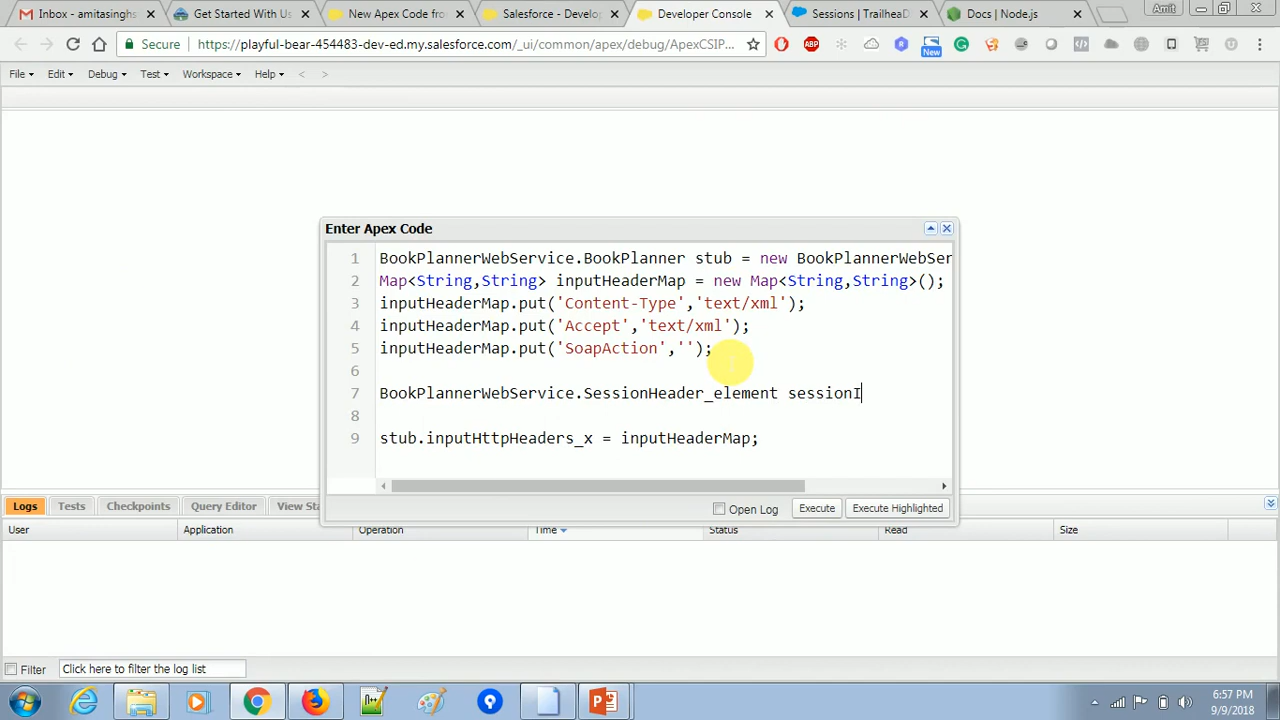 Inbox - amitasinghs
Get Started With Us
New Apex Code fro
Salesforce - Develo
Developer Console
Sessions | TrailheaD
Docs | Node.js
Amit
Secure
https://playful-bear-454483-dev-ed.my.salesforce.com/_ui/common/apex/debug/ApexCSIP...
ABP
New
File
Edit
Debug
Test
Workspace
Help
<
>
Enter Apex Code
1 BookPlannerWebService.BookPlanner stub = new BookPlannerWebSer
2 Map<String,String> inputHeaderMap = new Map<String,String>();
3 inputHeaderMap.put('Content-Type','text/xml');
4 inputHeaderMap.put('Accept','text/xml');
5 inputHeaderMap.put('SoapAction','');
6
7 BookPlannerWebService.SessionHeader_element sessionI
8
9 stub.inputHttpHeaders_x = inputHeaderMap;
Open Log
Execute
Execute Highlighted
Logs
Tests
Checkpoints
Query Editor
View Sta
User
Application
Operation
Time
Status
Read
Size
Filter
Click here to filter the log list
6:57 PM
9/9/2018